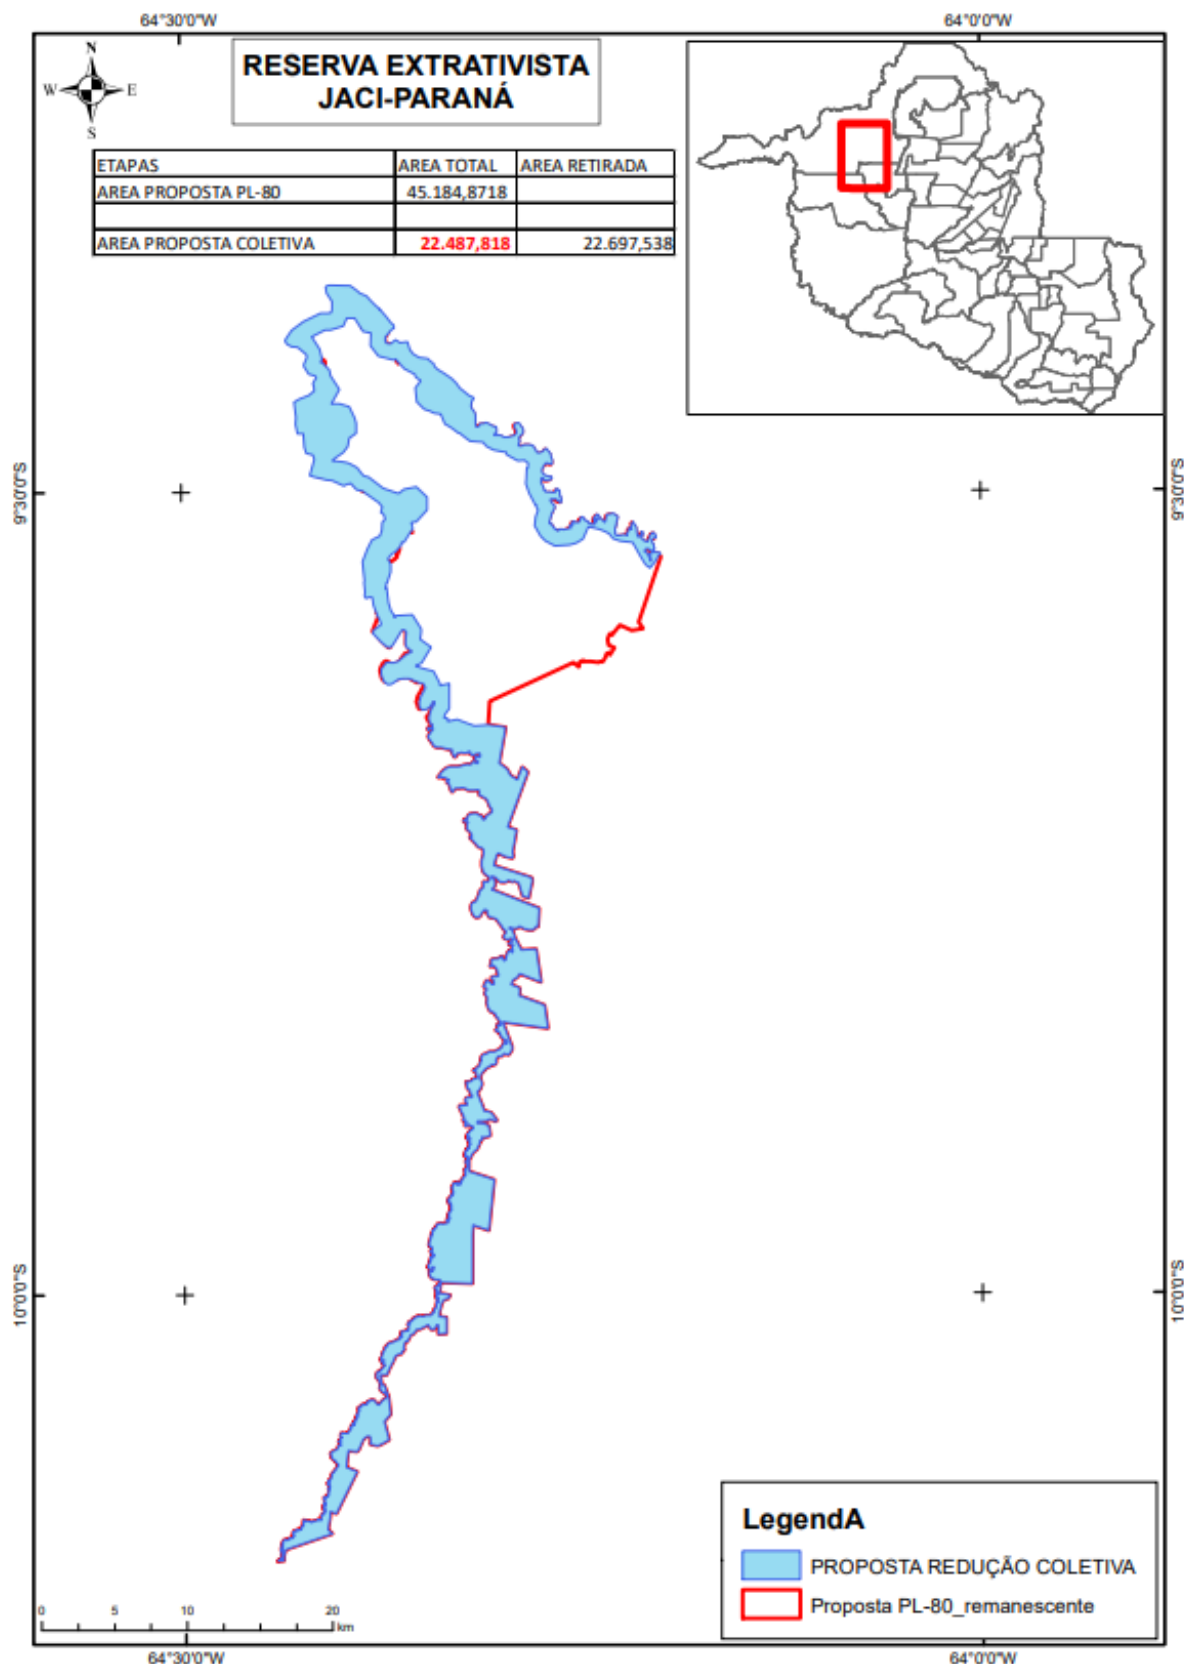 64°30'0"W 64°0'0"W
N
W E
S
RESERVA EXTRATIVISTA
JACI-PARANÁ
ETAPAS AREA TOTAL AREA RETIRADA
AREA PROPOSTA PL-80 45.184,8718
AREA PROPOSTA COLETIVA 22.487,818 22.697,538
9°30'0"S 9°30'0"S
10°0'0"S 10°0'0"S
LegendA
PROPOSTA REDUÇÃO COLETIVA
Proposta PL-80_remanescente
0 5 10 20
km
64°30'0"W 64°0'0"W